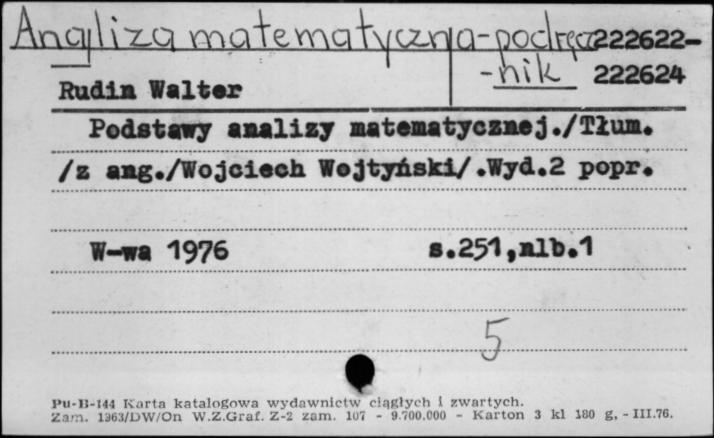 Analiza matematyczna-podręcz 222622-
-nik 222624
Rudin Walter
Podstawy analizy matematycznej./Tłum.
/z ang./Wojciech Wojtyński/.Wyd.2 popr.
W-wa 1976 s.251,nlb.1
5
Pu-B-144 Karta katalogowa wydawnictw ciągłych i zwartych.
Zam. 1363/DW/On W.Z.Graf. Z-2 zam. 107 - 9.700.000 - Karton 3 kl 180 g, - III.76.